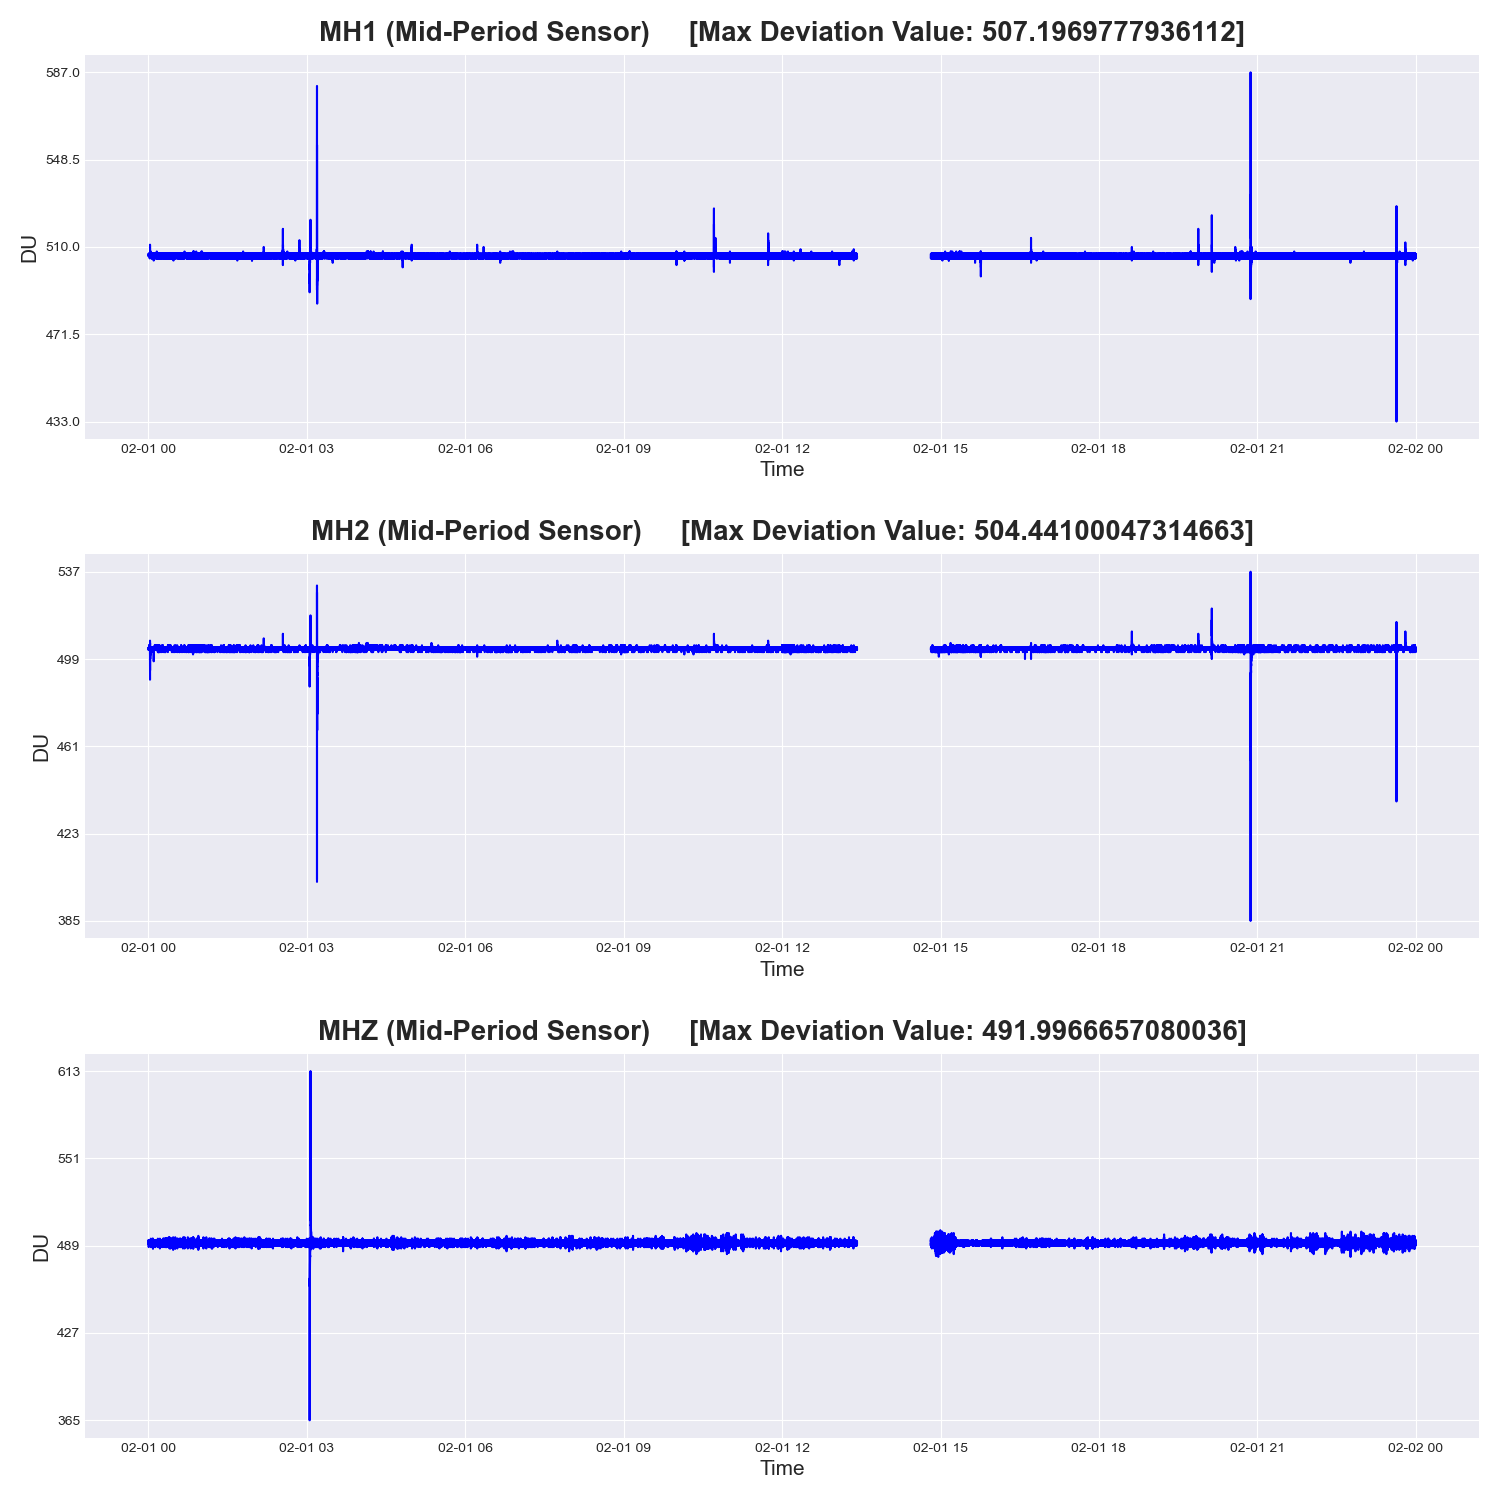 MH1 (Mid-Period Sensor) [Max Deviation Value: 507.1969777936112]
587.0
548.5
510.0
471.5
433.0
DU
02-01 00 02-01 03 02-01 06 02-01 09 02-01 12 02-01 15 02-01 18 02-01 21 02-02 00
Time
MH2 (Mid-Period Sensor) [Max Deviation Value: 504.44100047314663]
537
499
461
423
385
DU
02-01 00 02-01 03 02-01 06 02-01 09 02-01 12 02-01 15 02-01 18 02-01 21 02-02 00
Time
MHZ (Mid-Period Sensor) [Max Deviation Value: 491.9966657080036]
613
551
489
427
365
DU
02-01 00 02-01 03 02-01 06 02-01 09 02-01 12 02-01 15 02-01 18 02-01 21 02-02 00
Time